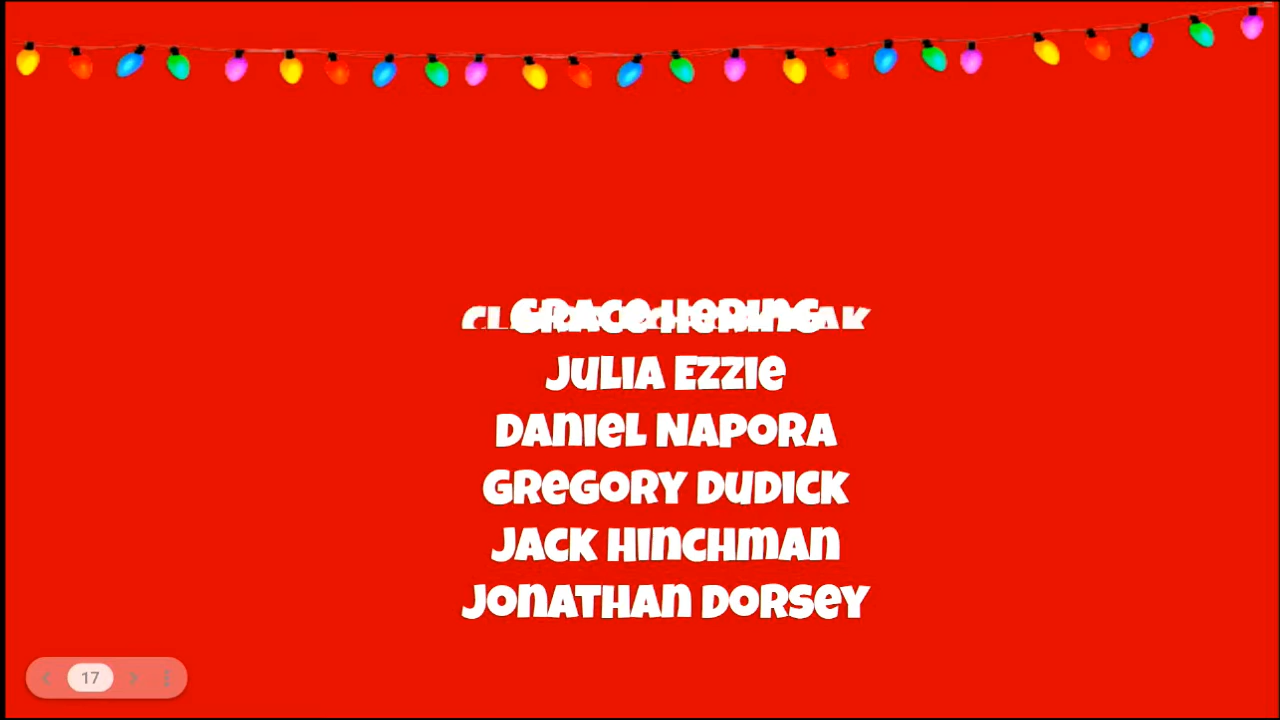 Grace Hering
Julia Ezzie
Daniel Napora
Gregory Dudick
Jack Hinchman
Jonathan Dorsey
17